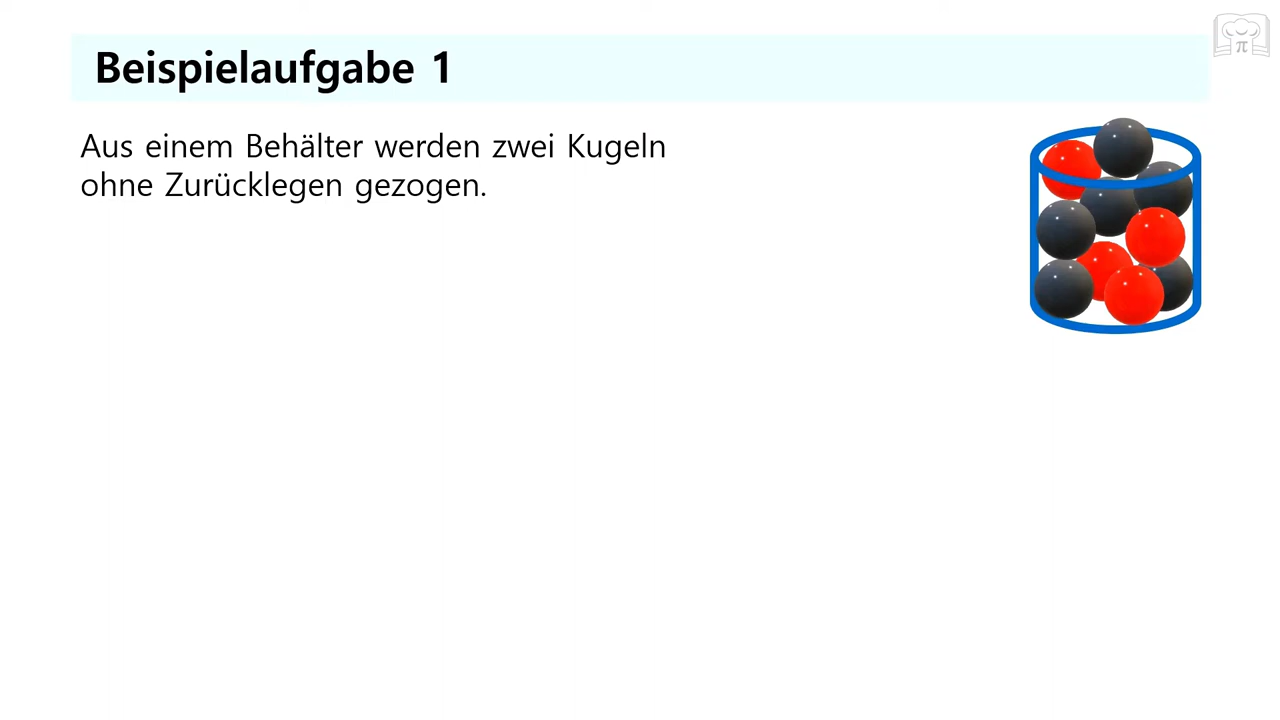 Beispielaufgabe 1
Aus einem Behälter werden zwei Kugeln
ohne Zurücklegen gezogen.
π